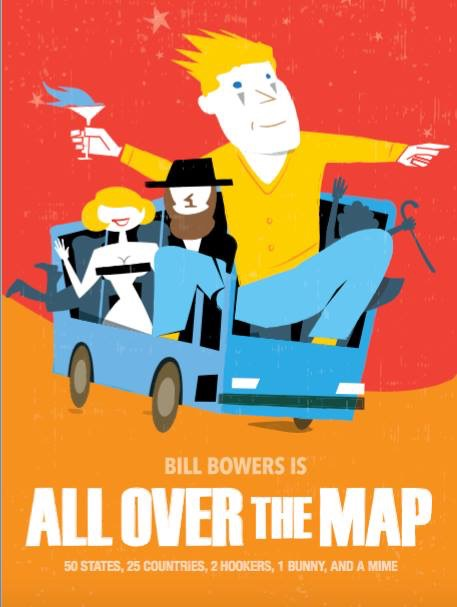 BILL BOWERS IS
ALL OVER THE MAP
50 STATES, 25 COUNTRIES, 2 HOOKERS, 1 BUNNY, AND A MIME